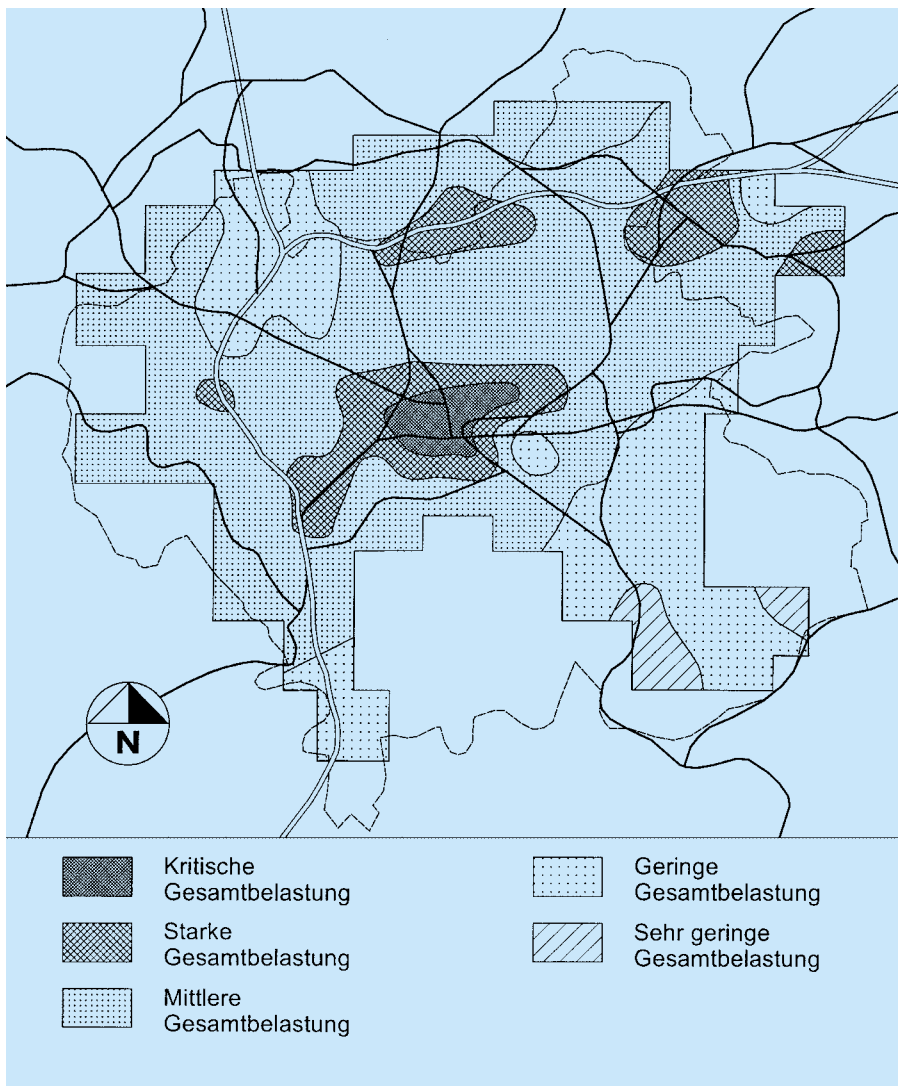 N
Kritische
Gesamtbelastung
Starke
Gesamtbelastung
Mittlere
Gesamtbelastung
Geringe
Gesamtbelastung
Sehr geringe
Gesamtbelastung